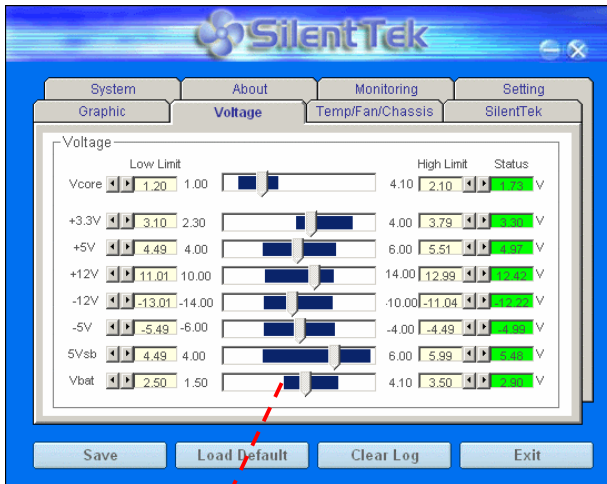 SilentTek
System About Monitoring Setting
Graphic Voltage Temp/Fan/Chassis SilentTek
Voltage
Low Limit High Limit Status
Vcore 1.20 1.00 4.10 2.10 1.73 V
+3.3V 3.10 2.30 4.00 3.79 3.30 V
+5V 4.49 4.00 6.00 5.51 4.97 V
+12V 11.01 10.00 14.00 12.99 12.42 V
-12V -13.01 -14.00 -10.00 -11.04 -12.22 V
-5V -5.49 -6.00 -4.00 -4.49 -4.99 V
5Vsb 4.49 4.00 6.00 5.99 5.48 V
Vbat 2.50 1.50 4.10 3.50 2.90 V
Save Load Default Clear Log Exit